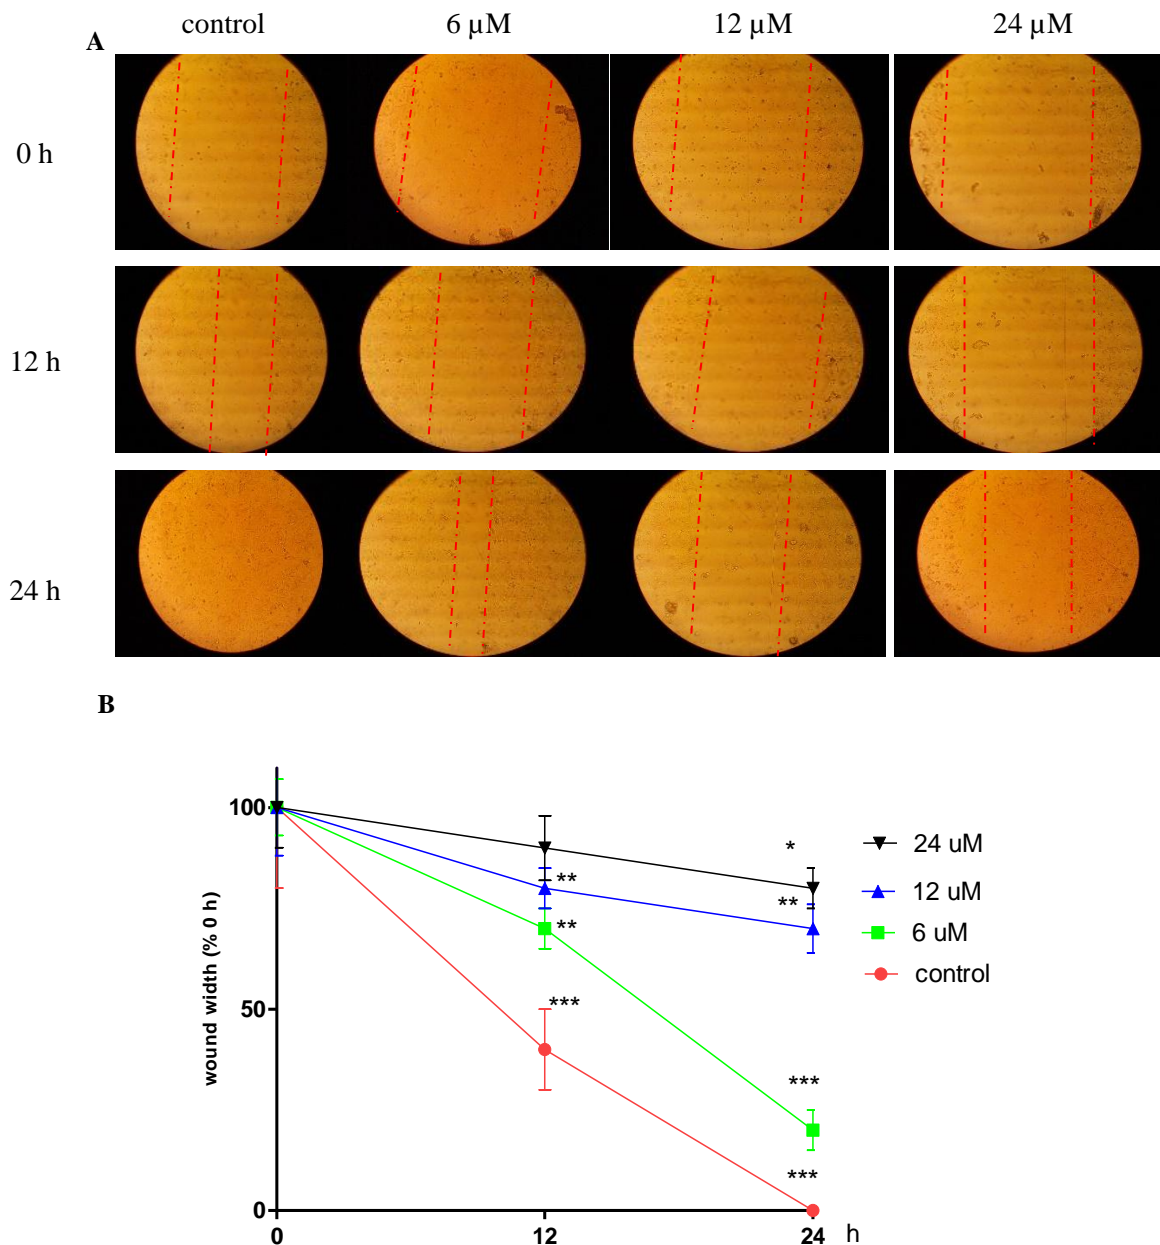 A
control
6 µM
12 µM
24 µM
0 h
12 h
24 h
B
wound width (% 0 h)
100
50
0
0
12
24
h
**
**
***
*
**
***
***
24 uM
12 uM
6 uM
control